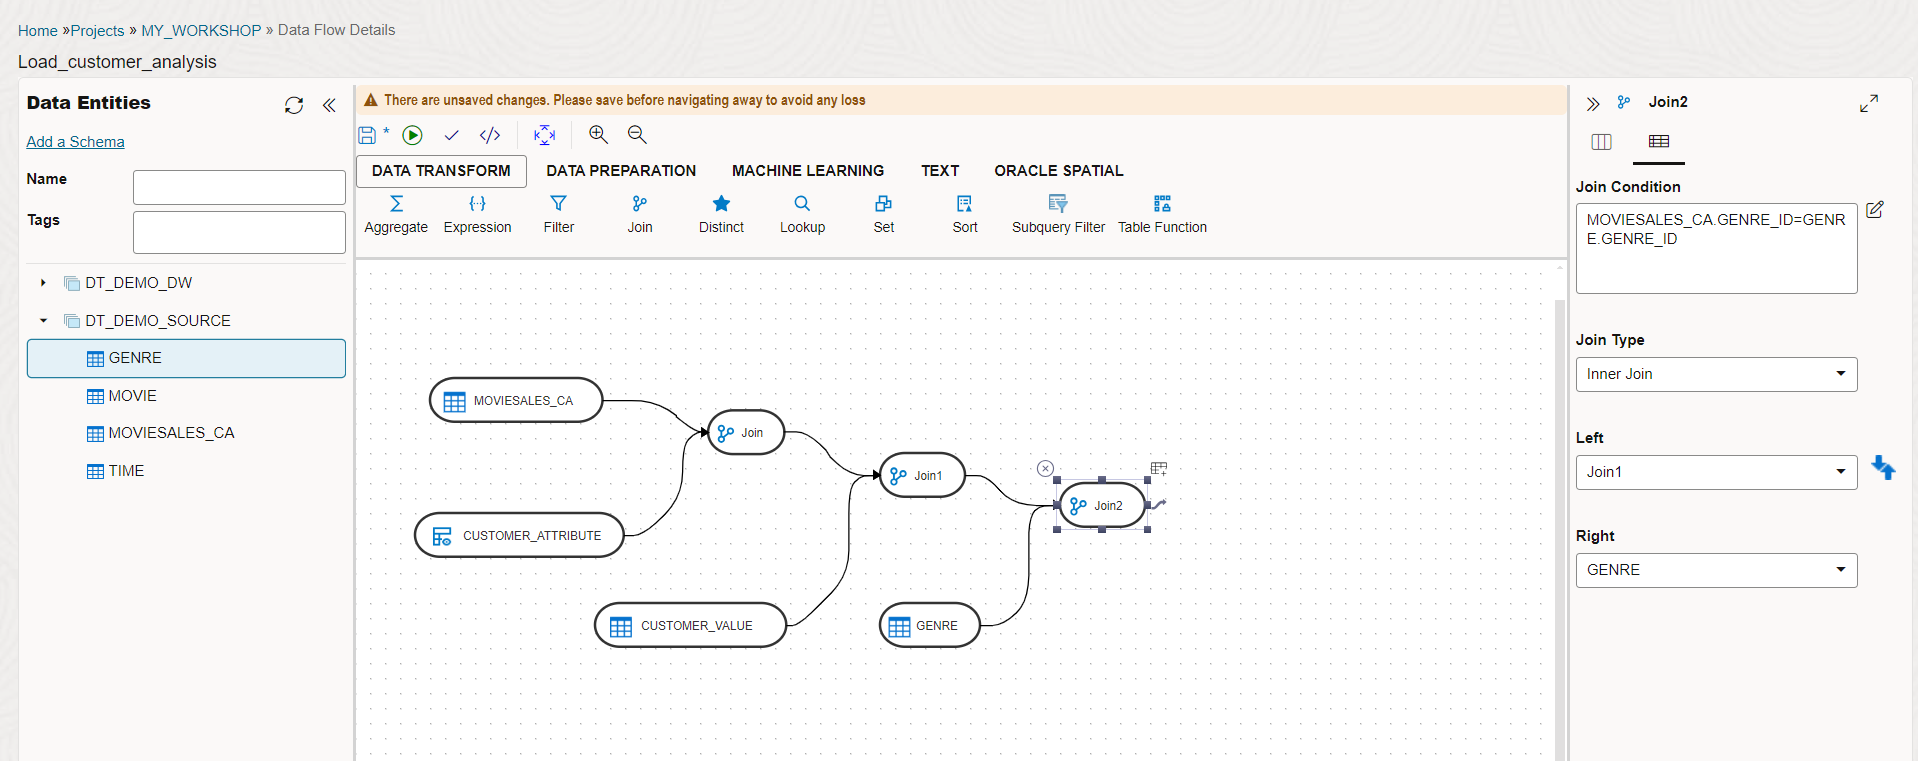 Home »Projects » MY_WORKSHOP » Data Flow Details
Load_customer_analysis
Data Entities
Add a Schema
Name
Tags
DT_DEMO_DW
DT_DEMO_SOURCE
GENRE
MOVIE
MOVIESALES_CA
TIME
There are unsaved changes. Please save before navigating away to avoid any loss
*
DATA TRANSFORM DATA PREPARATION MACHINE LEARNING TEXT ORACLE SPATIAL
Aggregate Expression Filter Join Distinct Lookup Set Sort Subquery Filter Table Function
MOVIESALES_CA
Join
Join1
Join2
CUSTOMER_ATTRIBUTE
CUSTOMER_VALUE
GENRE
Join2
Join Condition
MOVIESALES_CA.GENRE_ID=GENR
E.GENRE_ID
Join Type
Inner Join
Left
Join1
Right
GENRE